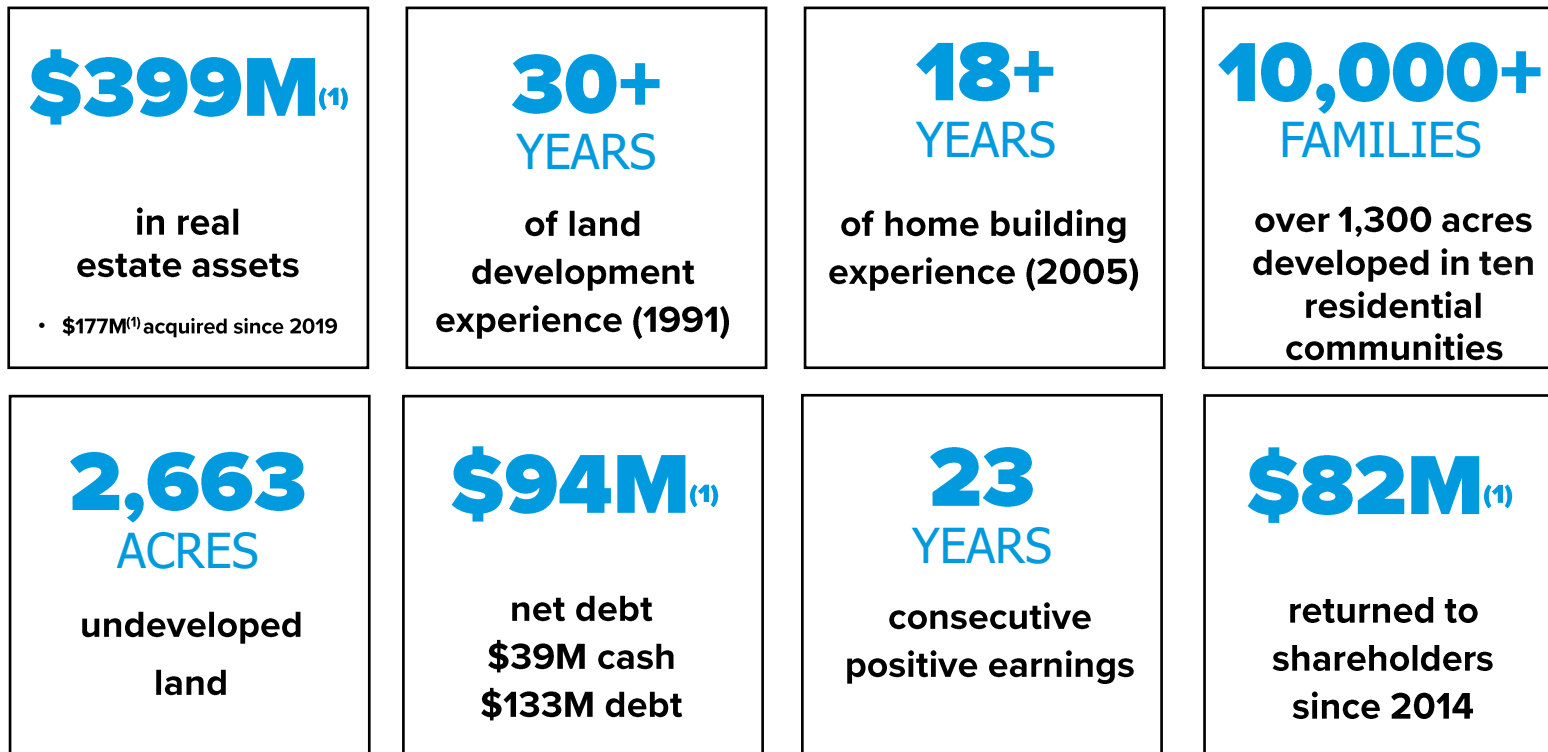 $399M(1)
in real
estate assets
• $177M(1) acquired since 2019
30+
YEARS
of land
development
experience (1991)
18+
YEARS
of home building
experience (2005)
10,000+
FAMILIES
over 1,300 acres
developed in ten
residential
communities
2,663
ACRES
undeveloped
land
$94M(1)
net debt
$39M cash
$133M debt
23
YEARS
consecutive
positive earnings
$82M(1)
returned to
shareholders
since 2014